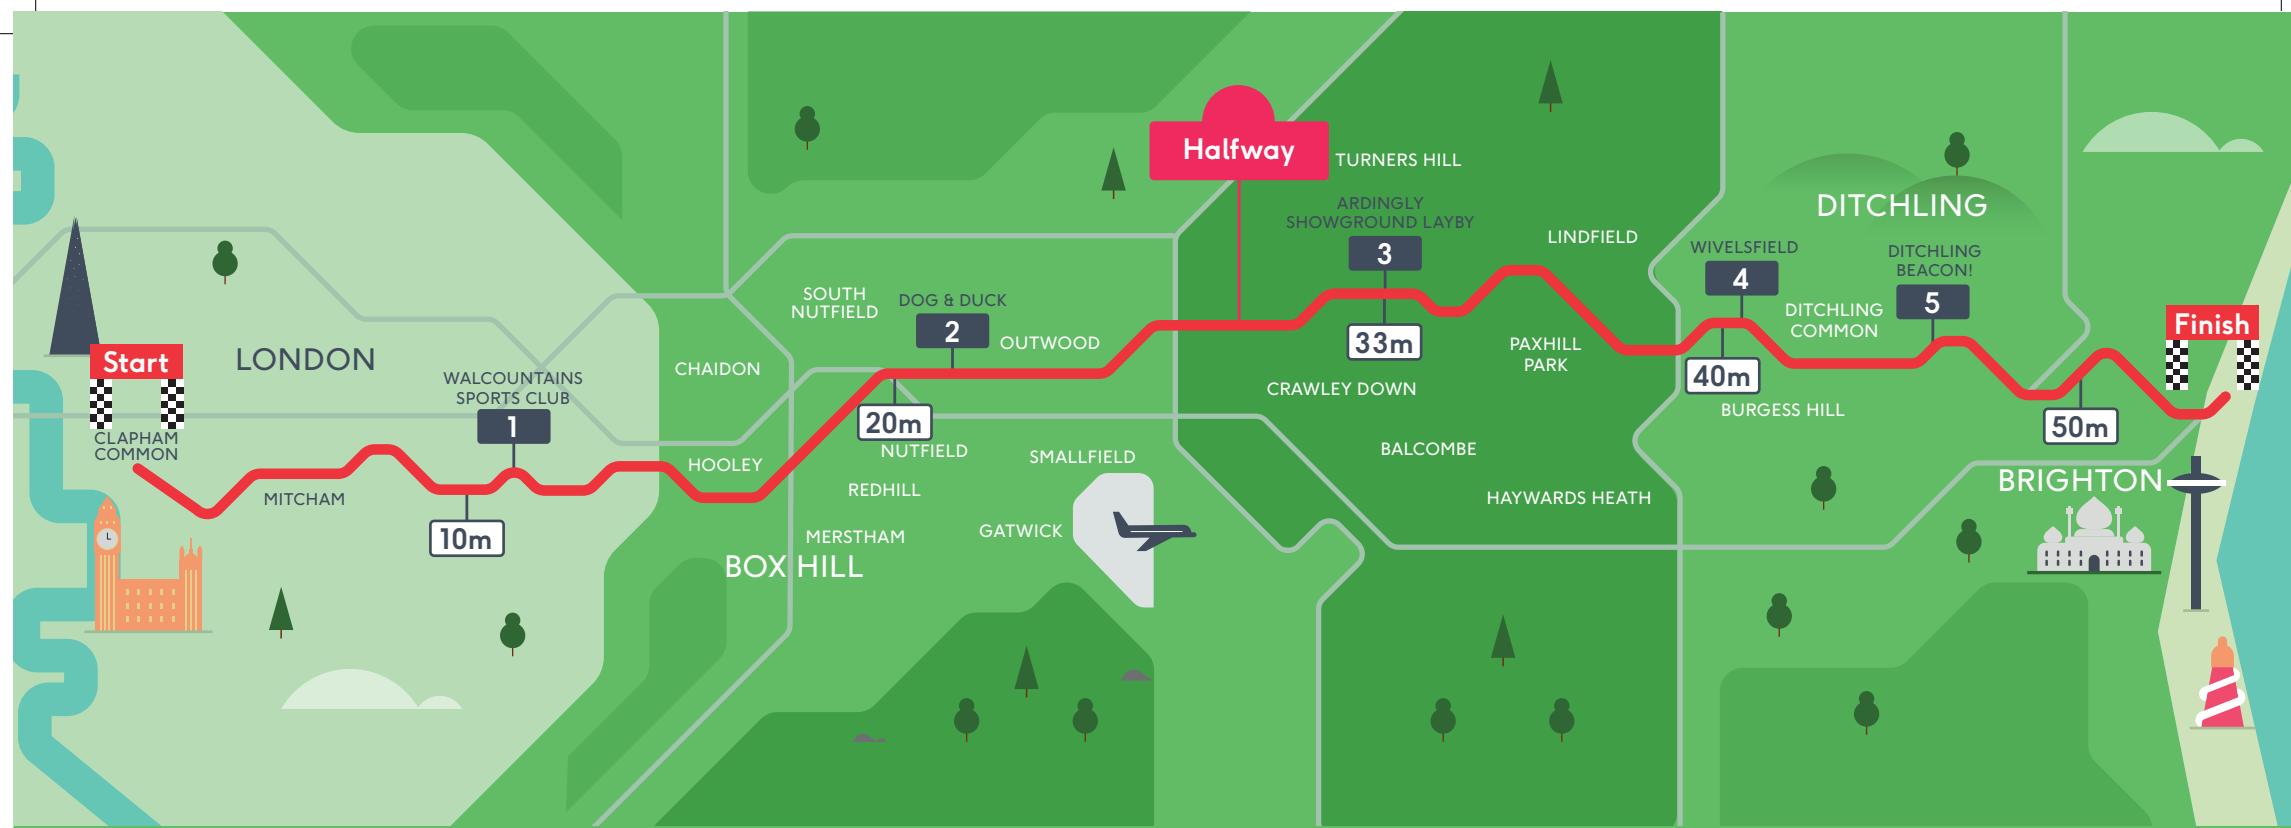 Halfway
TURNERS HILL
ARDINGLY
SHOWGROUND LAYBY
3
33m
LINDFIELD
DITCHLING
WIVELSFIELD
4
40m
DITCHLING
BEACON!
5
DITCHLING
COMMON
Finish
SOUTH
NUTFIELD
DOG & DUCK
2
OUTWOOD
20m
Start
LONDON
CLAPHAM
COMMON
WALCOUNTAINS
SPORTS CLUB
1
CHAIDON
PAXHILL
PARK
CRAWLEY DOWN
BURGESS HILL
50m
NUTFIELD
SMALLFIELD
BALCOMBE
HOOLEY
REDHILL
MITCHAM
10m
HAYWARDS HEATH
BRIGHTON
MERSTHAM
GATWICK
BOX HILL